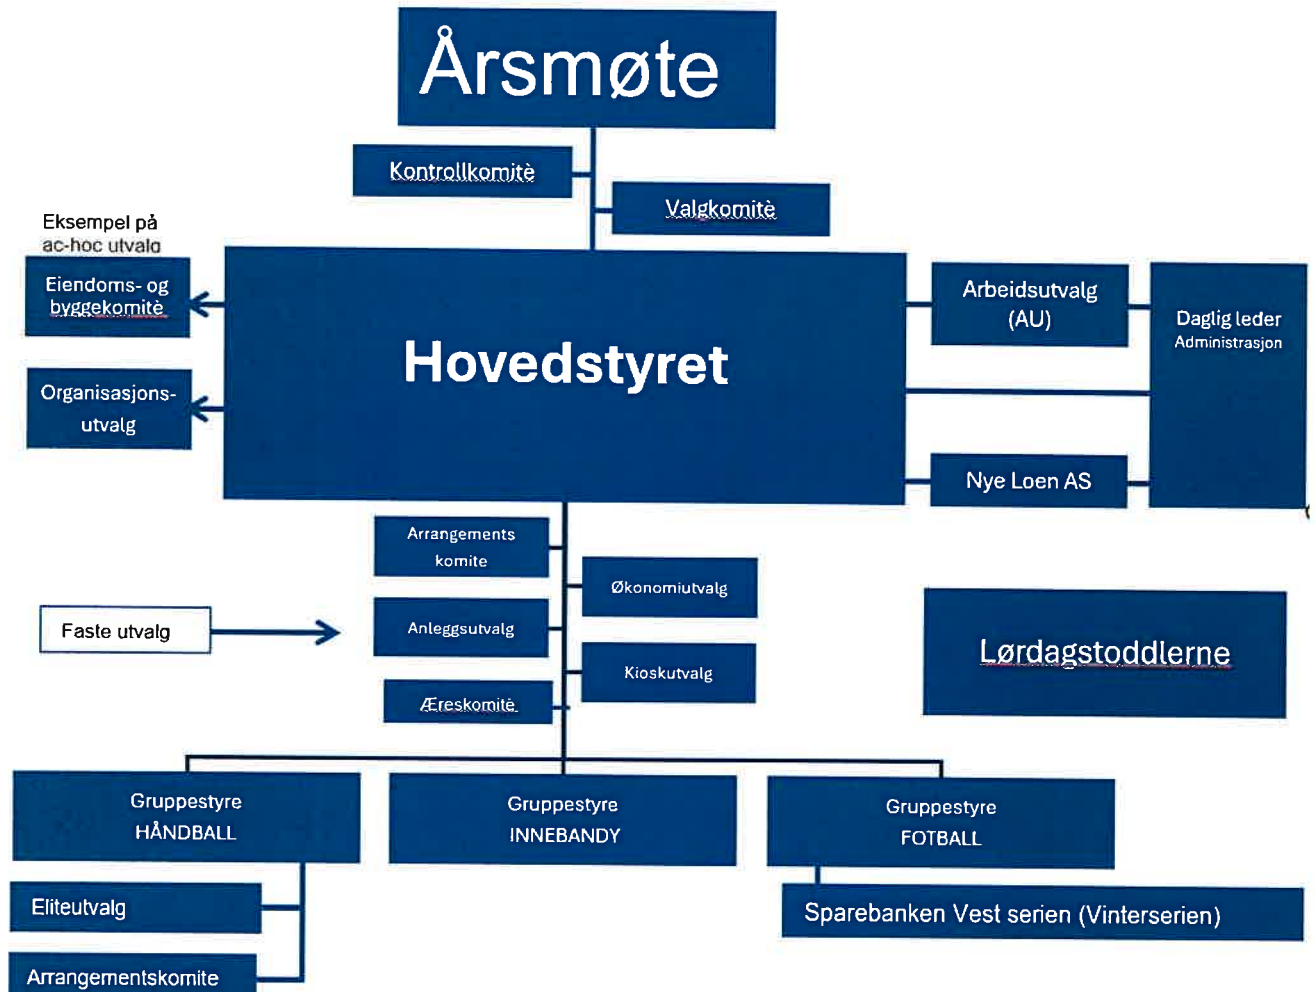 Årsmøte
Kontrollkomitè
Valgkomitè
Eksempel på
ac-hoc utvalg
Eiendoms- og
byggekomitè
Organisasjons-
utvalg
Hovedstyret
Arbeidsutvalg
(AU)
Daglig leder
Administrasjon
Nye Loen AS
Arrangements
komite
Økonomiutvalg
Faste utvalg
Anleggsutvalg
Kioskutvalg
Æreskomitè
Lørdagstoddlerne
Gruppestyre
HÅNDBALL
Gruppestyre
INNEBANDY
Gruppestyre
FOTBALL
Eliteutvalg
Sparebanken Vest serien (Vinterserien)
Arrangementskomite